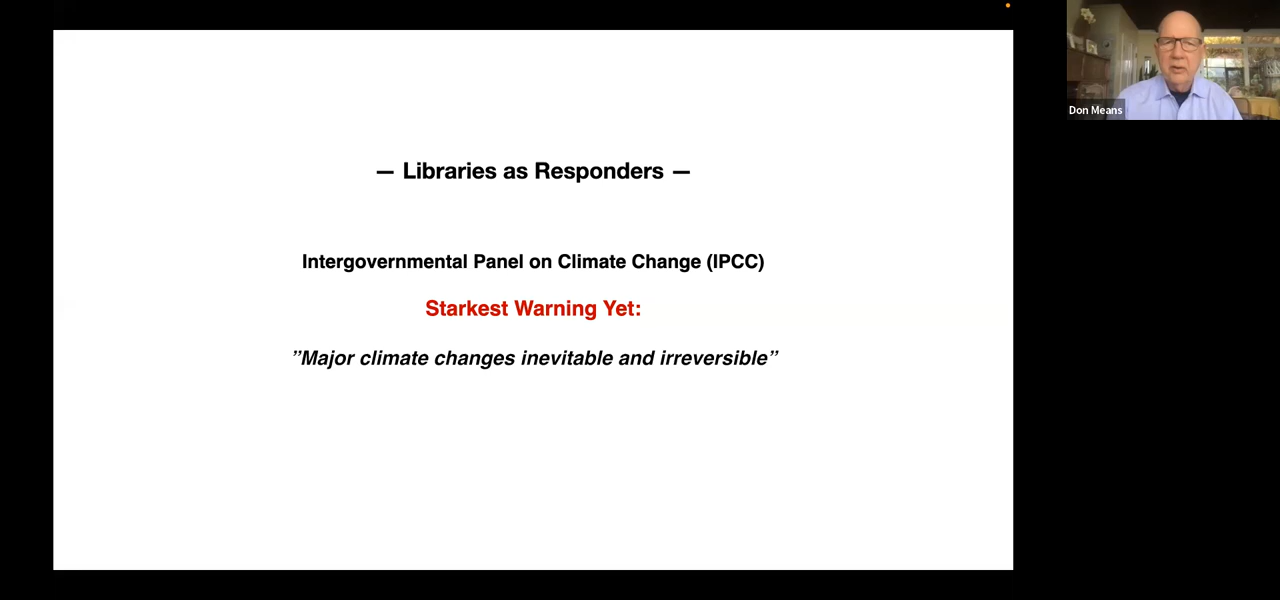 — Libraries as Responders —
Intergovernmental Panel on Climate Change (IPCC)
Starkest Warning Yet:
”Major climate changes inevitable and irreversible”
Don Means